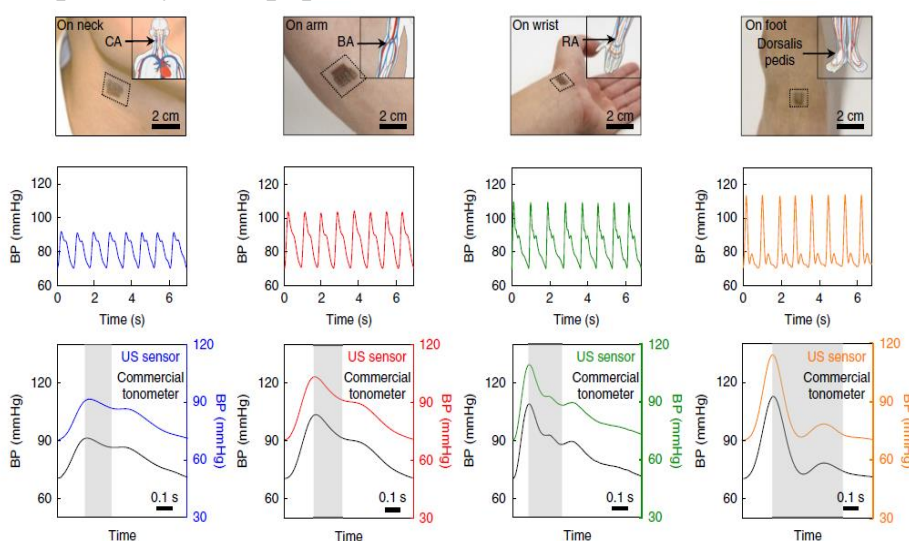 On neck
CA
2 cm
On arm
BA
2 cm
On wrist
RA
2 cm
On foot
Dorsalis
pedis
2 cm
BP (mmHg)
120
100
80
60
0 2 4 6
Time (s)
BP (mmHg)
120
100
80
60
0 2 4 6
Time (s)
BP (mmHg)
120
100
80
60
0 2 4 6
Time (s)
BP (mmHg)
120
100
80
60
0 2 4 6
Time (s)
BP (mmHg)
120
90
60
US sensor
Commercial
tonometer
0.1 s
Time
120
90
60
30
BP (mmHg)
BP (mmHg)
120
90
60
US sensor
Commercial
tonometer
0.1 s
Time
120
90
60
30
BP (mmHg)
BP (mmHg)
120
90
60
US sensor
Commercial
tonometer
0.1 s
Time
120
90
60
30
BP (mmHg)
BP (mmHg)
120
90
60
US sensor
Commercial
tonometer
0.1 s
Time
120
90
60
30
BP (mmHg)